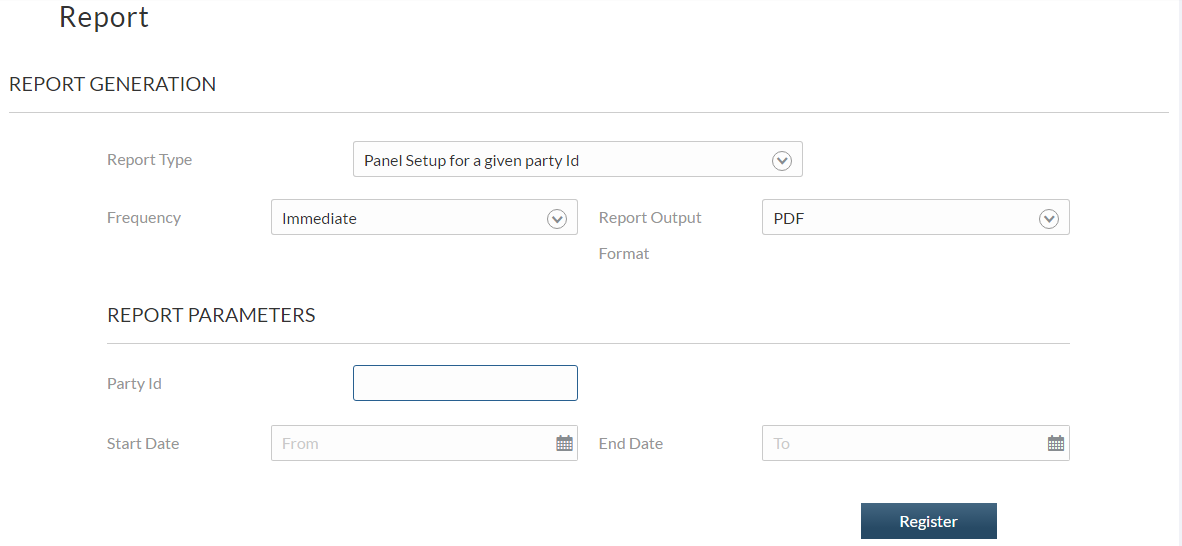 Report
REPORT GENERATION
Report Type
Panel Setup for a given party Id
Frequency
Immediate
Report Output
Format
PDF
REPORT PARAMETERS
Party Id
Start Date
From
End Date
To
Register